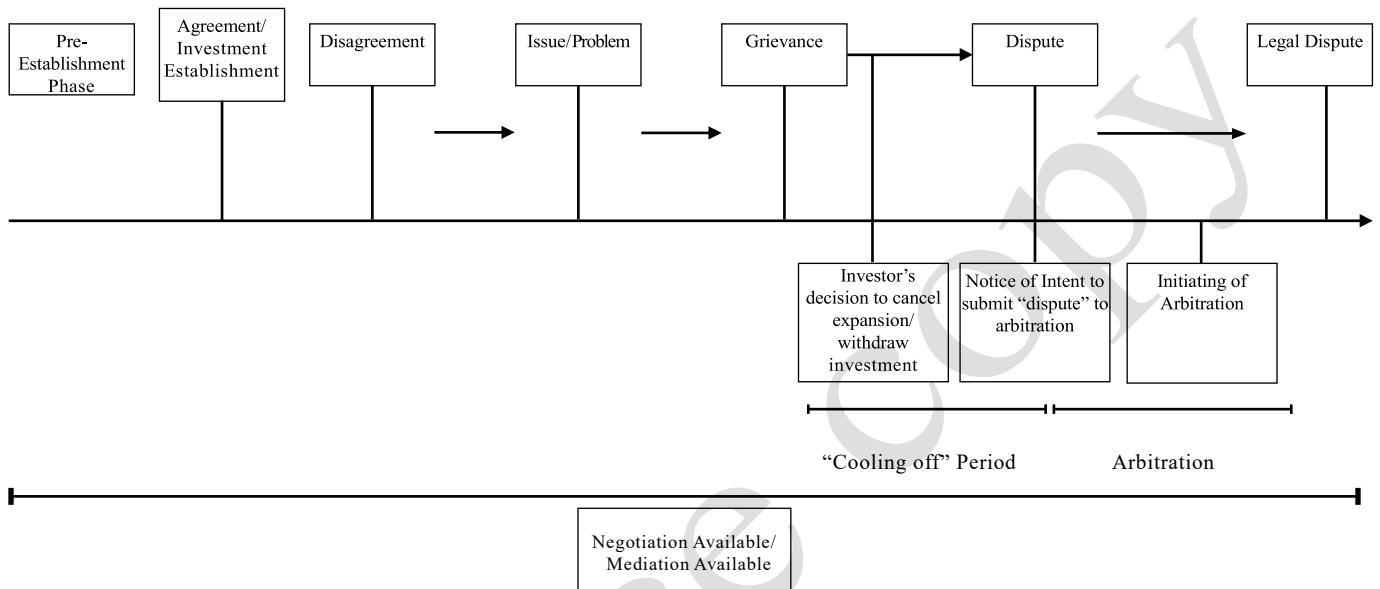 Pre-
Establishment
Phase
Agreement/
Investment
Establishment
Disagreement
Issue/Problem
Grievance
Dispute
Legal Dispute
Investor’s
decision to cancel
expansion/
withdraw
investment
Notice of Intent to
submit “dispute” to
arbitration
Initiating of
Arbitration
“Cooling off” Period
Arbitration
Negotiation Available/
Mediation Available
copy